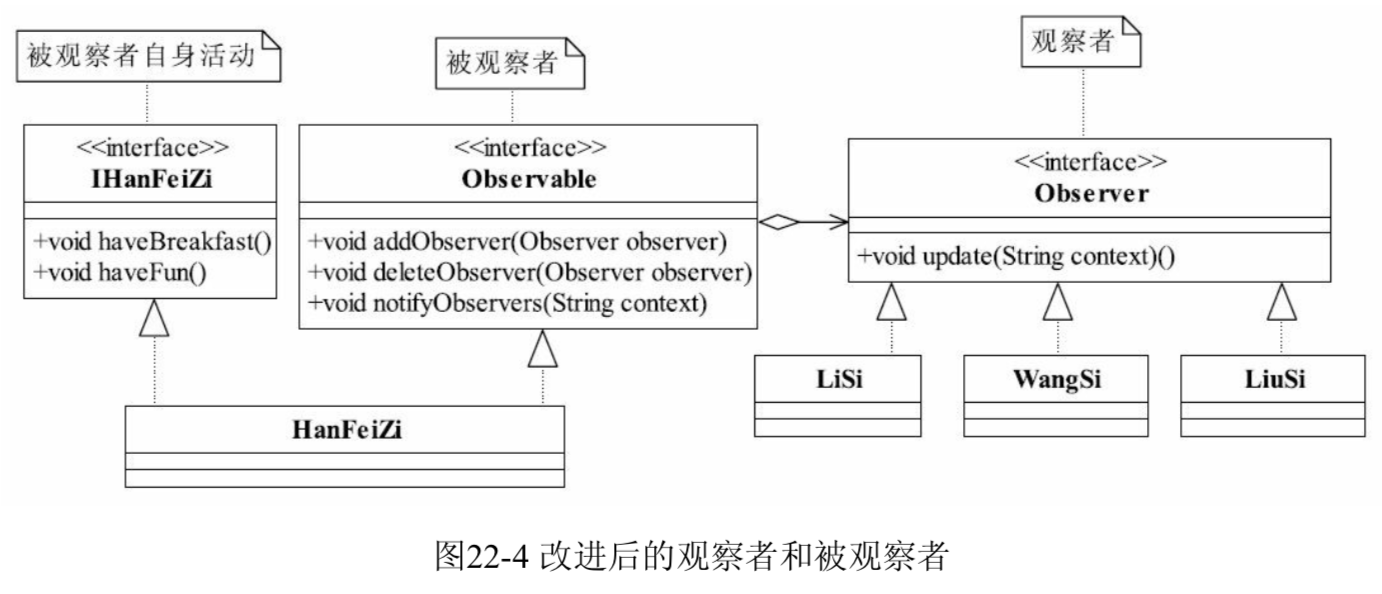 被观察者自身活动
<<interface>>
IHanFeiZi
+void haveBreakfast()
+void haveFun()
被观察者
<<interface>>
Observable
+void addObserver(Observer observer)
+void deleteObserver(Observer observer)
+void notifyObservers(String context)
观察者
<<interface>>
Observer
+void update(String context)()
HanFeiZi
LiSi
WangSi
LiuSi
图22-4 改进后的观察者和被观察者